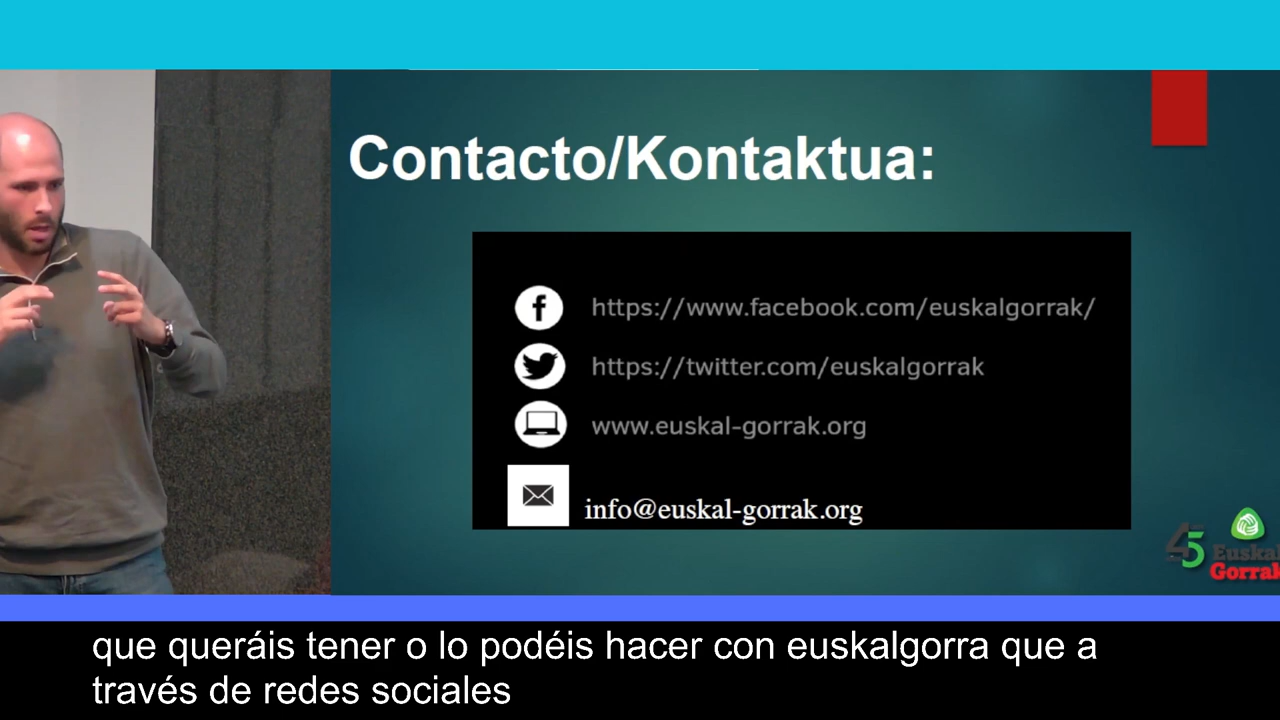 Contacto/Kontaktua:
https://www.facebook.com/euskalgorrak/
https://twitter.com/euskalgorrak
www.euskal-gorrak.org
info@euskal-gorrak.org
45
Euskal
Gorrak
que queráis tener o lo podéis hacer con euskalgorra que a
través de redes sociales